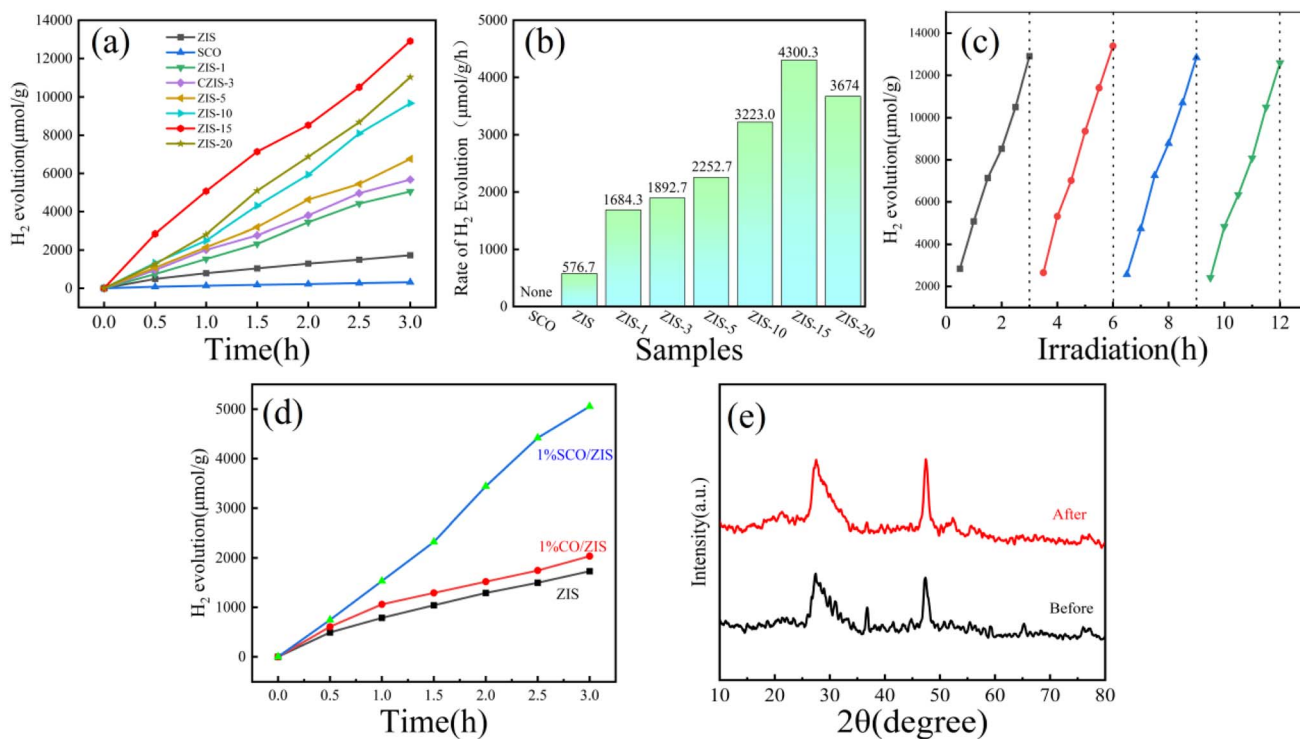 (a)
H₂ evolution(μmol/g)
14000
12000
10000
8000
6000
4000
2000
0
ZIS
SCO
ZIS-1
CZIS-3
ZIS-5
ZIS-10
ZIS-15
ZIS-20
0.0 0.5 1.0 1.5 2.0 2.5 3.0
Time(h)
(b)
Rate of H₂ Evolution（μmol/g/h）
5000
4000
3000
2000
1000
0
None
576.7
1684.3
1892.7
2252.7
3223.0
4300.3
3674
SCO ZIS ZIS-1 ZIS-3 ZIS-5 ZIS-10 ZIS-15 ZIS-20
Samples
(c)
H₂ evolution(μmol/g)
14000
12000
10000
8000
6000
4000
2000
0 2 4 6 8 10 12
Irradiation(h)
(d)
H₂ evolution(μmol/g)
5000
4000
3000
2000
1000
0
1%SCO/ZIS
1%CO/ZIS
ZIS
0.0 0.5 1.0 1.5 2.0 2.5 3.0
Time(h)
(e)
Intensity(a.u.)
After
Before
10 20 30 40 50 60 70 80
2θ(degree)